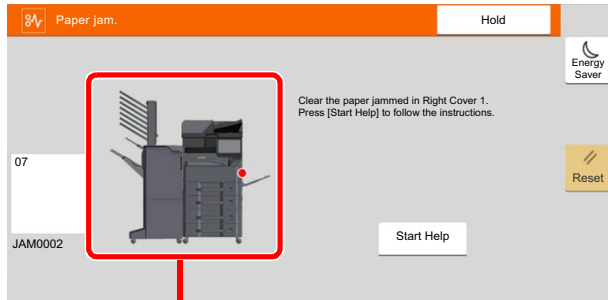 Paper jam.
Hold
Energy
Saver
Clear the paper jammed in Right Cover 1.
Press [Start Help] to follow the instructions.
07
Reset
Start Help
JAM0002